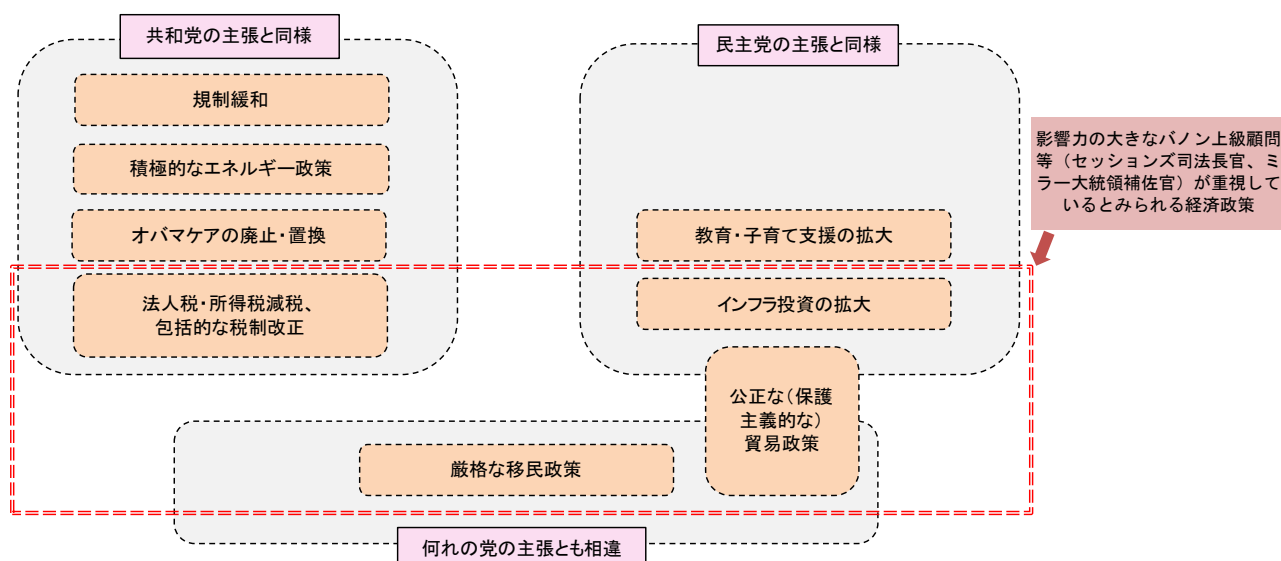 共和党の主張と同様
規制緩和
積極的なエネルギー政策
オバマケアの廃止・置換
法人税・所得税減税、
包括的な税制改正
民主党の主張と同様
教育・子育て支援の拡大
インフラ投資の拡大
公正な（保護
主義的な）
貿易政策
厳格な移民政策
何れの党の主張とも相違
影響力の大きなバノン上級顧問
等（セッションズ司法長官、ミ
ラー大統領補佐官）が重視して
いるとみられる経済政策